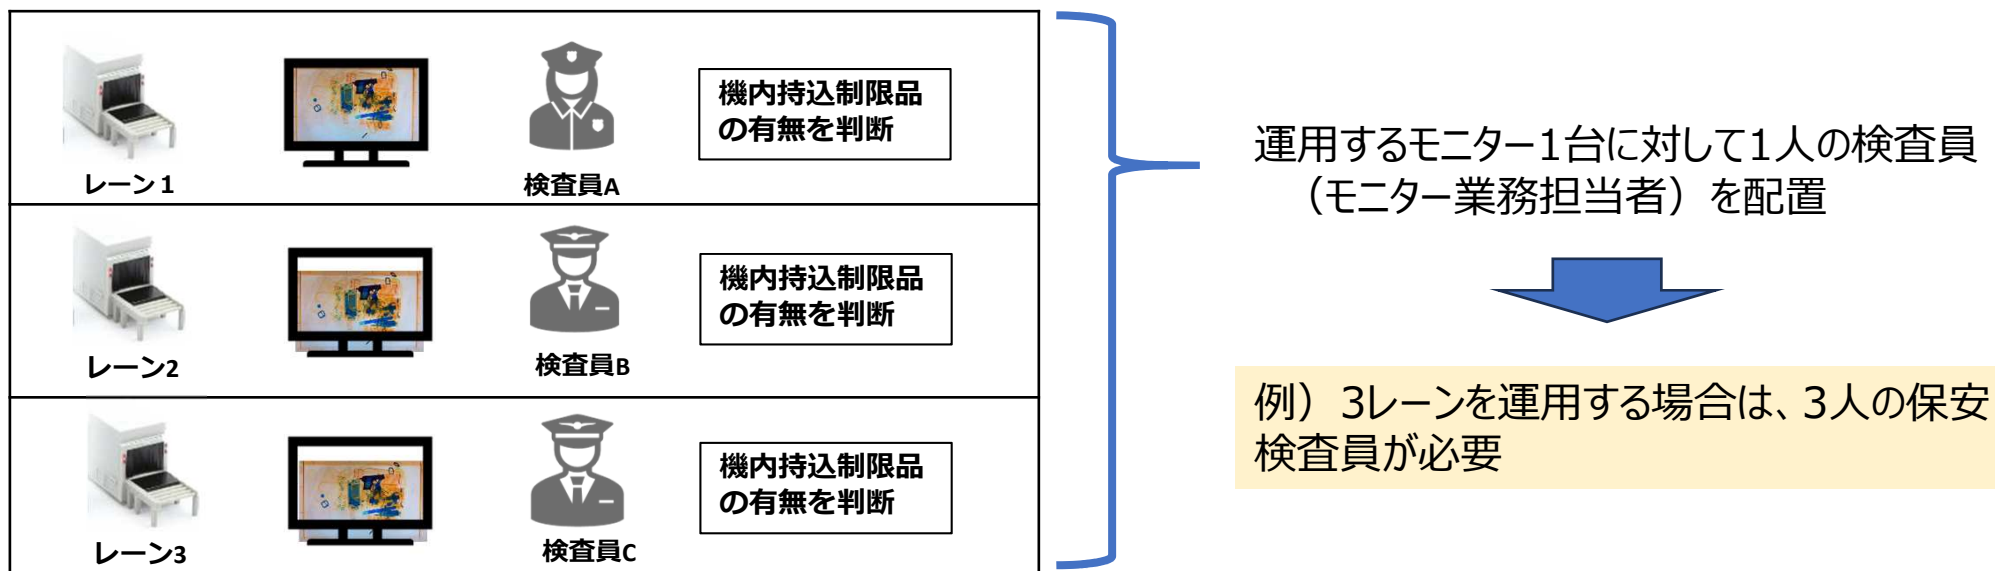 機内持込制限品
の有無を判断
レーン1
検査員A
機内持込制限品
の有無を判断
レーン2
検査員B
機内持込制限品
の有無を判断
レーン3
検査員C
運用するモニター1台に対して1人の検査員
（モニター業務担当者）を配置
例）3レーンを運用する場合は、3人の保安
検査員が必要